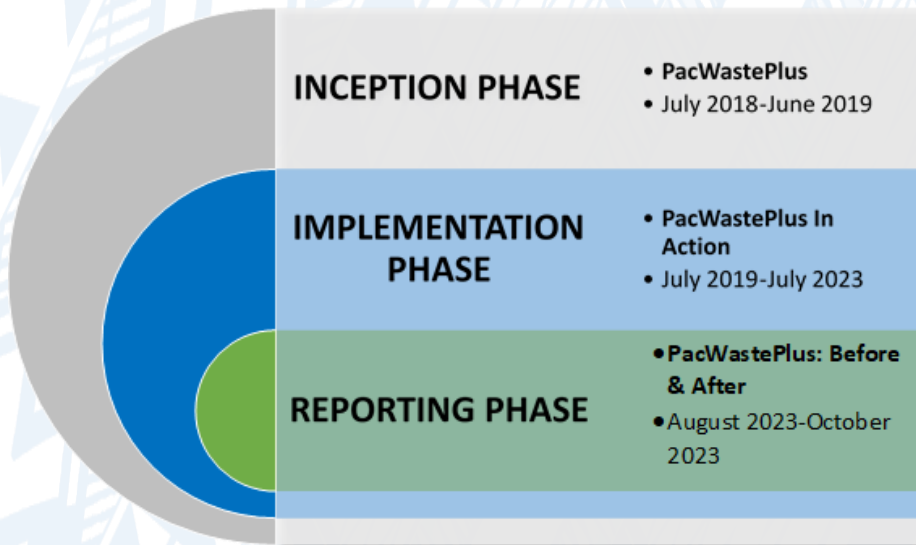 INCEPTION PHASE
• PacWastePlus
• July 2018-June 2019
IMPLEMENTATION
PHASE
• PacWastePlus In
Action
• July 2019-July 2023
REPORTING PHASE
•PacWastePlus: Before
& After
•August 2023-October
2023